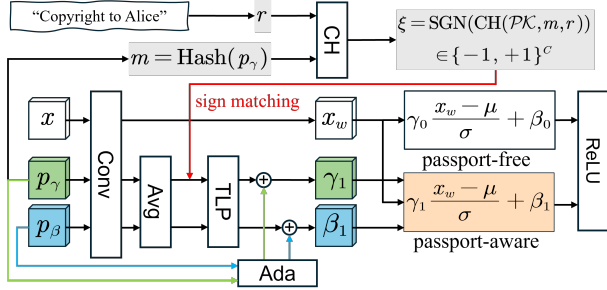 “Copyright to Alice”
r
CH
ξ = SGN(CH(𝒫𝒦, m, r))
∈ {−1, +1}^C
m = Hash(p_γ)
sign matching
x
Conv
x_w
γ_0 (x_w − μ)/σ + β_0
passport-free
ReLU
p_γ
Avg
TLP
+
γ_1
γ_1 (x_w − μ)/σ + β_1
p_β
+
β_1
passport-aware
Ada